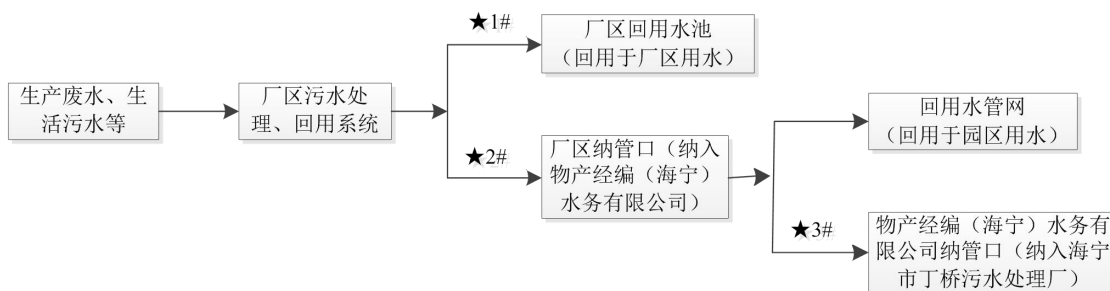 生产废水、生
活污水等
厂区污水处
理、回用系统
★1#
厂区回用水池
（回用于厂区用水）
★2#
厂区纳管口（纳入
物产经编（海宁）
水务有限公司）
回用水管网
（回用于园区用水）
★3#
物产经编（海宁）水务有
限公司纳管口（纳入海宁
市丁桥污水处理厂）